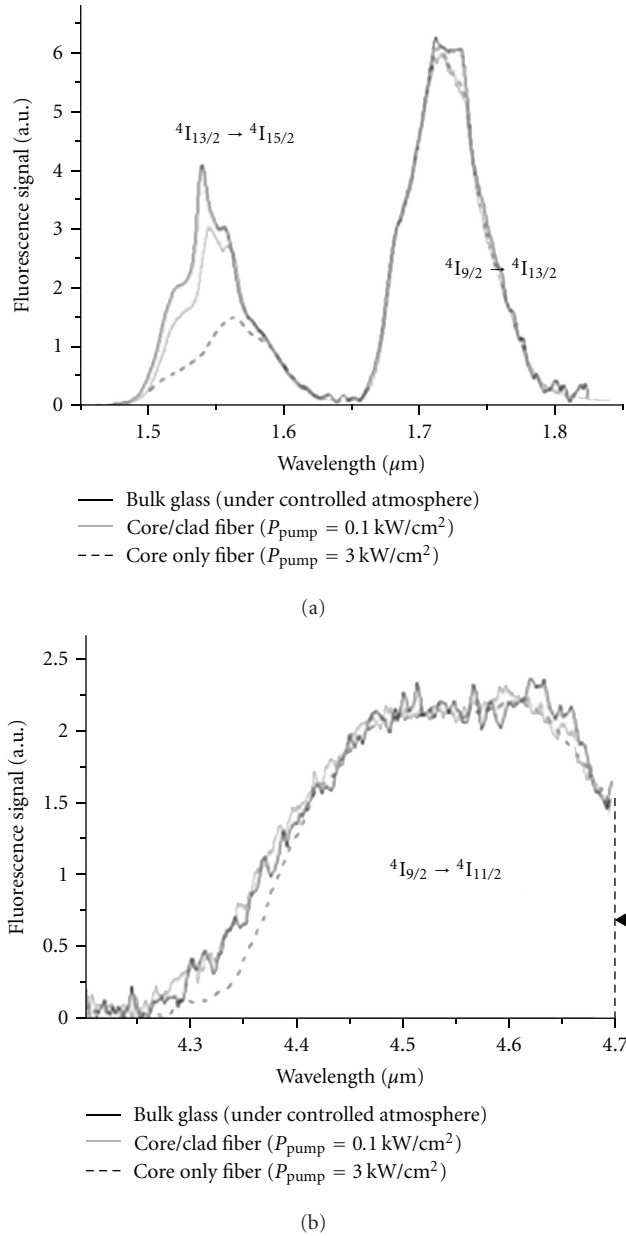 6
5
4
3
2
1
0
Fluorescence signal (a.u.)
⁴I₁₃/₂ → ⁴I₁₅/₂
⁴I₉/₂ → ⁴I₁₃/₂
1.5 1.6 1.7 1.8
Wavelength (μm)
Bulk glass (under controlled atmosphere)
Core/clad fiber (P_pump = 0.1 kW/cm²)
Core only fiber (P_pump = 3 kW/cm²)
(a)
2.5
2
1.5
1
0.5
0
Fluorescence signal (a.u.)
⁴I₉/₂ → ⁴I₁₁/₂
4.3 4.4 4.5 4.6 4.7
Wavelength (μm)
Bulk glass (under controlled atmosphere)
Core/clad fiber (P_pump = 0.1 kW/cm²)
Core only fiber (P_pump = 3 kW/cm²)
(b)